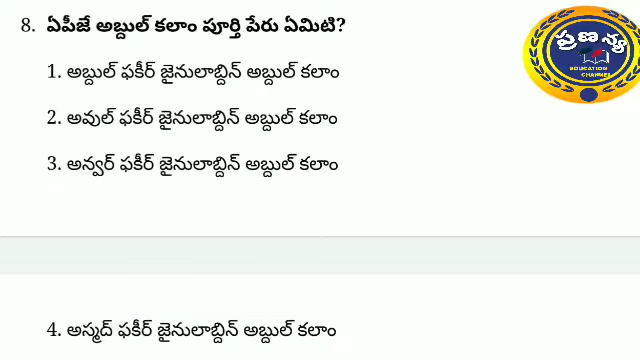 8. ఏపీజే అబ్దుల్ కలాం పూర్తి పేరు ఏమిటి?
1. అబ్దుల్ ఫకీర్ జైనులాబ్దిన్ అబ్దుల్ కలాం
2. అవుల్ ఫకీర్ జైనులాబ్దిన్ అబ్దుల్ కలాం
3. అన్వర్ ఫకీర్ జైనులాబ్దిన్ అబ్దుల్ కలాం
4. అస్మద్ ఫకీర్ జైనులాబ్దిన్ అబ్దుల్ కలాం
ప్రణన్య
EDUCATION
CHANNEL